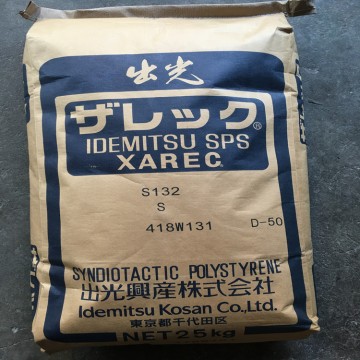 出光
ザレック®
IDEMITSU SPS
XAREC
S132
S
418W131 D-50
SYNDIOTACTIC POLYSTYRENE
出光興産株式会社
Idemitsu Kosan Co.,Ltd.
東京都千代田区
NET25kg